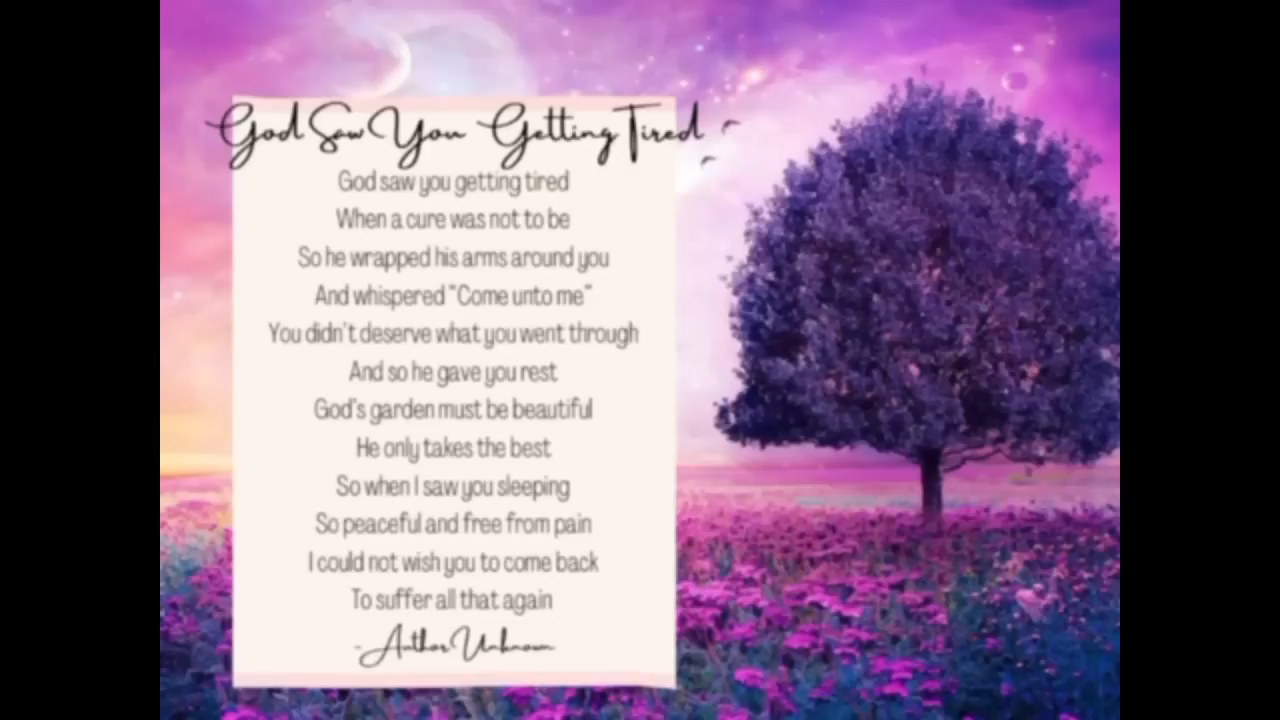 God Saw You Getting Tired
God saw you getting tired
When a cure was not to be
So he wrapped his arms around you
And whispered "Come unto me"
You didn't deserve what you went through
And so he gave you rest
God's garden must be beautiful
He only takes the best
So when I saw you sleeping
So peaceful and free from pain
I could not wish you to come back
To suffer all that again
- Author Unknown